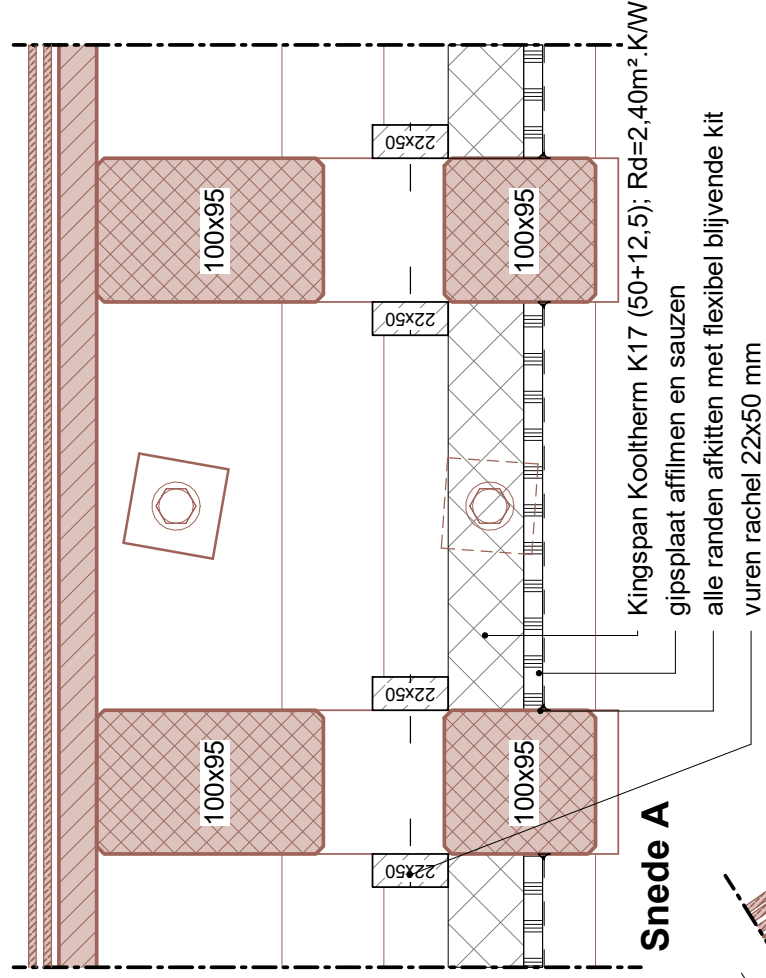 22x50
22x50
22x50
22x50
100x95
100x95
100x95
100x95
Kingspan Kooltherm K17 (50+12,5); Rd=2,40m².K/W
gipsplaat affilmen en sauzen
alle randen afkitten met flexibel blijvende kit
vuren rachel 22x50 mm
Snede A